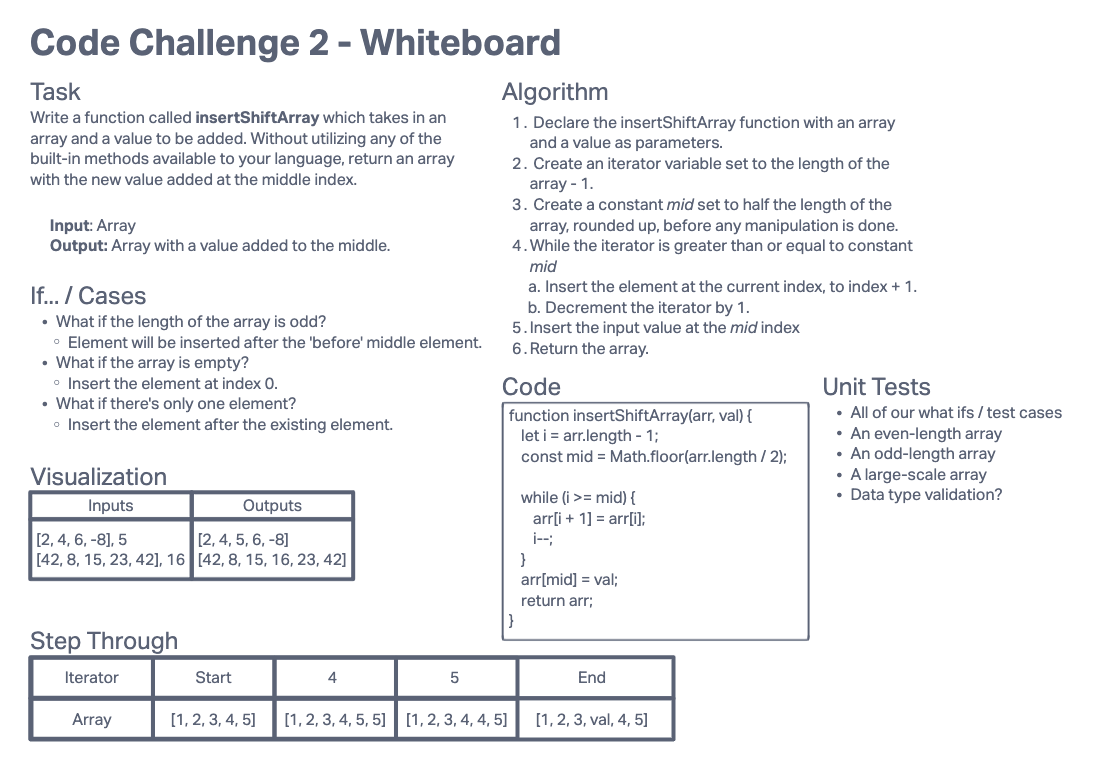 Code Challenge 2 - Whiteboard
Task
Write a function called insertShiftArray which takes in an
array and a value to be added. Without utilizing any of the
built-in methods available to your language, return an array
with the new value added at the middle index.
Input: Array
Output: Array with a value added to the middle.
If... / Cases
• What if the length of the array is odd?
◦ Element will be inserted after the 'before' middle element.
• What if the array is empty?
◦ Insert the element at index 0.
• What if there's only one element?
◦ Insert the element after the existing element.
Visualization
Inputs Outputs
[2, 4, 6, -8], 5 [2, 4, 5, 6, -8]
[42, 8, 15, 23, 42], 16 [42, 8, 15, 16, 23, 42]
Algorithm
1. Declare the insertShiftArray function with an array
and a value as parameters.
2. Create an iterator variable set to the length of the
array - 1.
3. Create a constant mid set to half the length of the
array, rounded up, before any manipulation is done.
4. While the iterator is greater than or equal to constant
mid
a. Insert the element at the current index, to index + 1.
b. Decrement the iterator by 1.
5. Insert the input value at the mid index
6. Return the array.
Code
function insertShiftArray(arr, val) {
let i = arr.length - 1;
const mid = Math.floor(arr.length / 2);
while (i >= mid) {
arr[i + 1] = arr[i];
i--;
}
arr[mid] = val;
return arr;
}
Unit Tests
• All of our what ifs / test cases
• An even-length array
• An odd-length array
• A large-scale array
• Data type validation?
Step Through
Iterator Start 4 5 End
Array [1, 2, 3, 4, 5] [1, 2, 3, 4, 5, 5] [1, 2, 3, 4, 4, 5] [1, 2, 3, val, 4, 5]